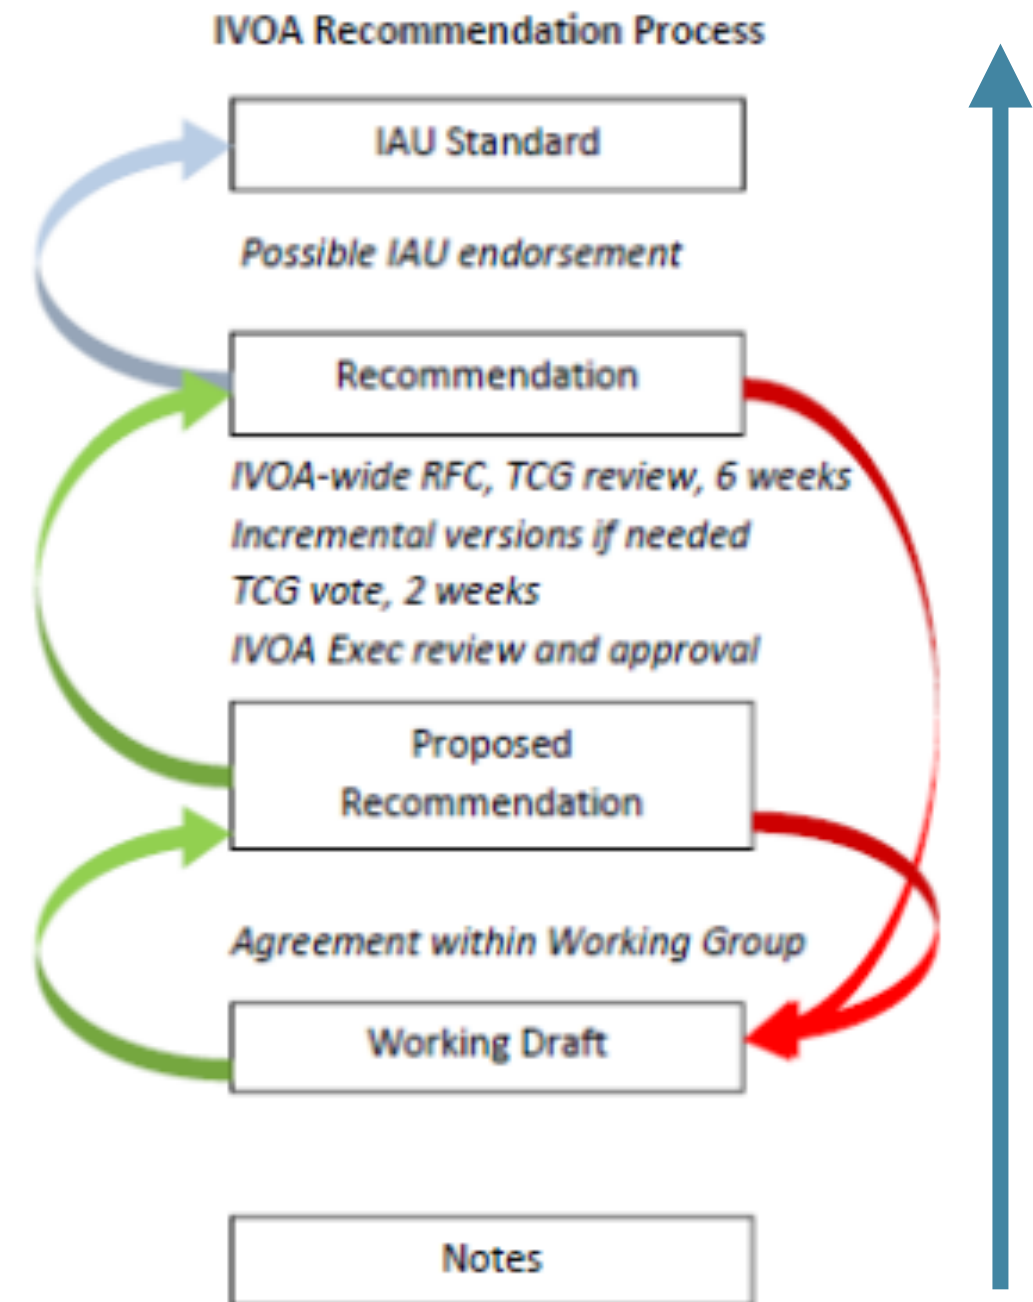 IVOA Recommendation Process
IAU Standard
Possible IAU endorsement
Recommendation
IVOA-wide RFC, TCG review, 6 weeks
Incremental versions if needed
TCG vote, 2 weeks
IVOA Exec review and approval
Proposed
Recommendation
Agreement within Working Group
Working Draft
Notes